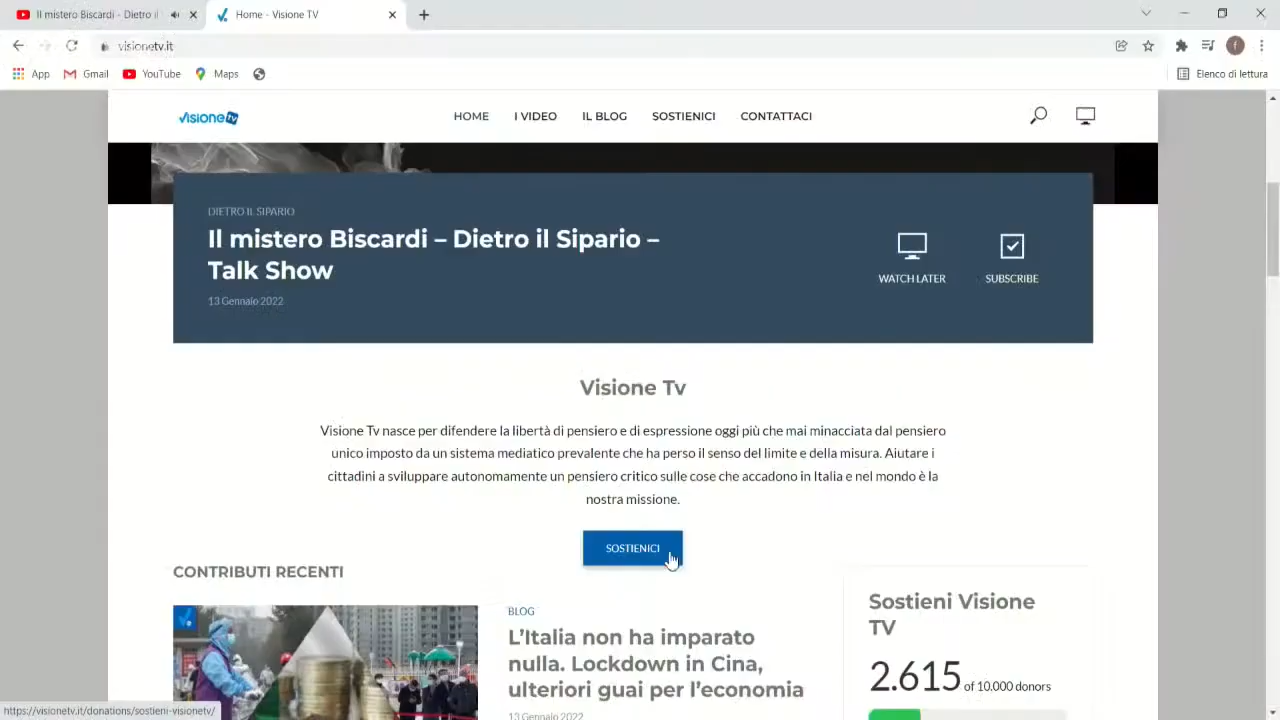 Il mistero Biscardi - Dietro il
Home - Visione TV
visionetv.it
App
Gmail
YouTube
Maps
Elenco di lettura
visione tv
HOME
I VIDEO
IL BLOG
SOSTIENICI
CONTATTACI
DIETRO IL SIPARIO
Il mistero Biscardi – Dietro il Sipario –
Talk Show
13 Gennaio 2022
WATCH LATER
SUBSCRIBE
Visione Tv
Visione Tv nasce per difendere la libertà di pensiero e di espressione oggi più che mai minacciata dal pensiero
unico imposto da un sistema mediatico prevalente che ha perso il senso del limite e della misura. Aiutare i
cittadini a sviluppare autonomamente un pensiero critico sulle cose che accadono in Italia e nel mondo è la
nostra missione.
SOSTIENICI
CONTRIBUTI RECENTI
BLOG
L’Italia non ha imparato
nulla. Lockdown in Cina,
ulteriori guai per l’economia
13 Gennaio 2022
Sostieni Visione
TV
2.615 of 10.000 donors
https://visionetv.it/donations/sostieni-visionetv/